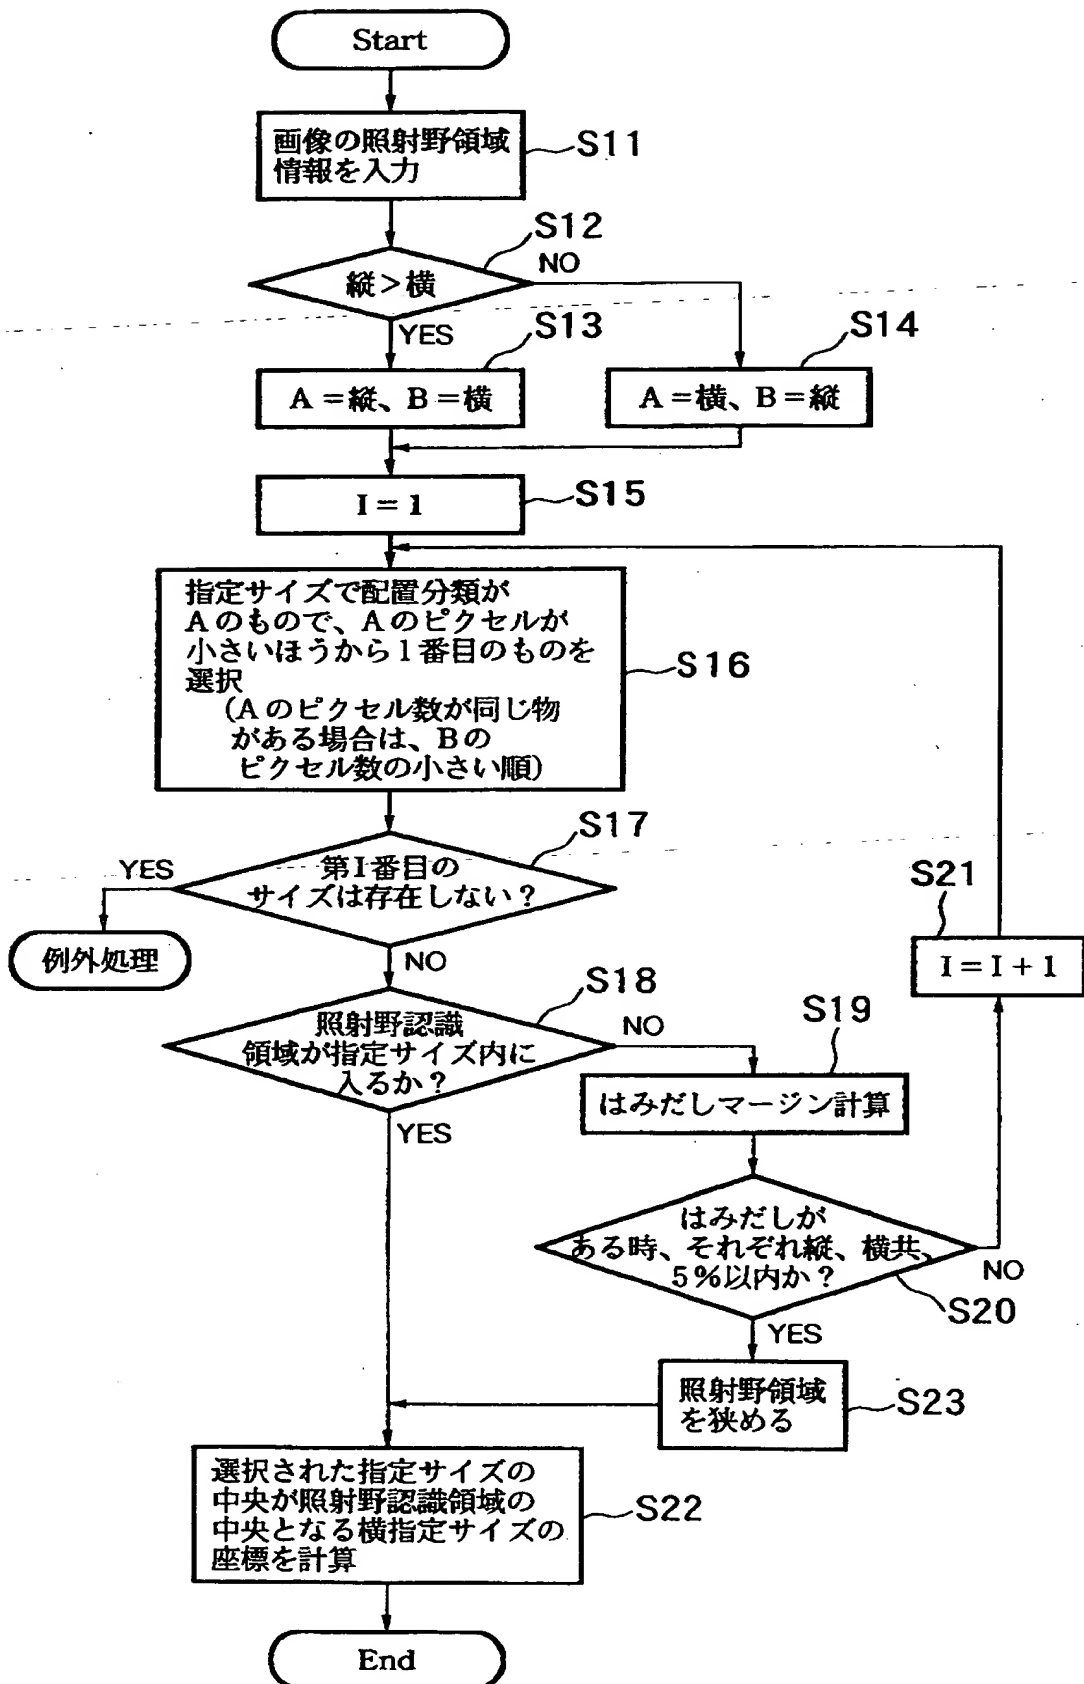 Start
画像の照射野領域
情報を入力
S11
S12
縦>横
NO
YES
S13
S14
A=縦、B=横
A=横、B=縦
I=1
S15
指定サイズで配置分類が
Aのもので、Aのピクセルが
小さいほうから1番目のものを
選択
(Aのピクセル数が同じ物
がある場合は、Bの
ピクセル数の小さい順)
S16
S17
第I番目の
サイズは存在しない?
YES
例外処理
NO
S21
I=I+1
S18
照射野認識
領域が指定サイズ内に
入るか?
NO
YES
S19
はみだしマージン計算
はみだしが
ある時、それぞれ縦、横共、
5%以内か?
NO
S20
YES
照射野領域
を狭める
S23
選択された指定サイズの
中央が照射野認識領域の
中央となる横指定サイズの
座標を計算
S22
End